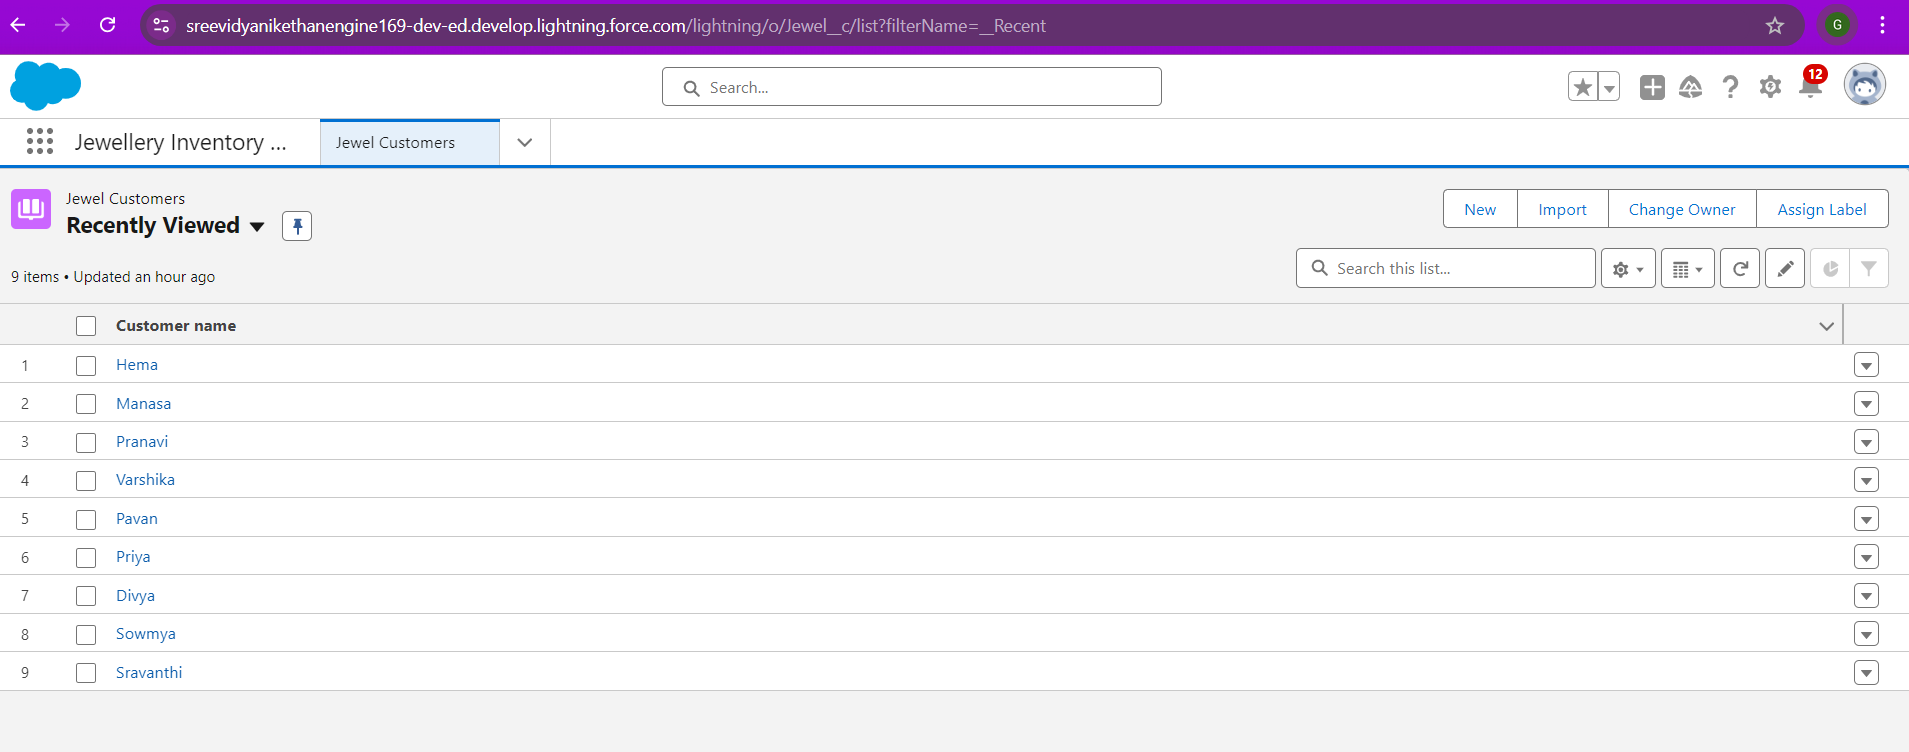 sreevidyanikethanengine169-dev-ed.develop.lightning.force.com/lightning/o/Jewel__c/list?filterName=__Recent
G
Search...
12
Jewellery Inventory ...
Jewel Customers
Jewel Customers
Recently Viewed
New
Import
Change Owner
Assign Label
9 items • Updated an hour ago
Search this list...
Customer name
1 Hema
2 Manasa
3 Pranavi
4 Varshika
5 Pavan
6 Priya
7 Divya
8 Sowmya
9 Sravanthi